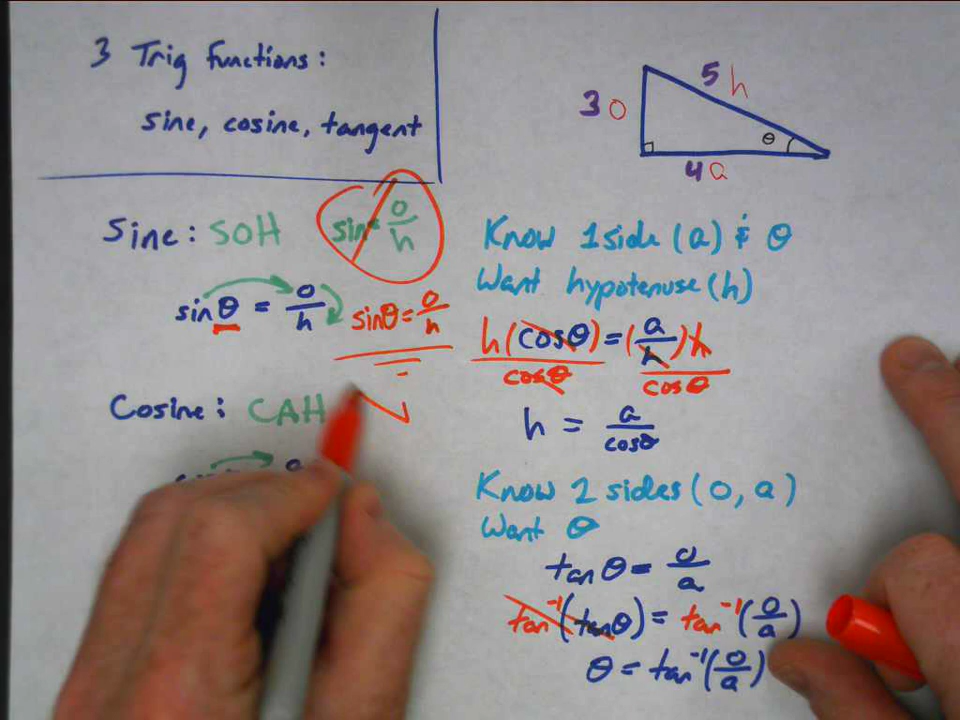 3 Trig Functions:
sine, cosine, tangent
5 h
3 O
θ
4 a
Sine: SOH
sin = o/h
sinθ = o/h
sinθ = o/h
Cosine: CAH
Know 1 side (a) & θ
Want hypotenuse (h)
h(cosθ)/cosθ = (a/h)h/cosθ
h = a/cosθ
Know 2 sides (o, a)
Want θ
tanθ = o/a
tan⁻¹(tanθ) = tan⁻¹(o/a)
θ = tan⁻¹(o/a)